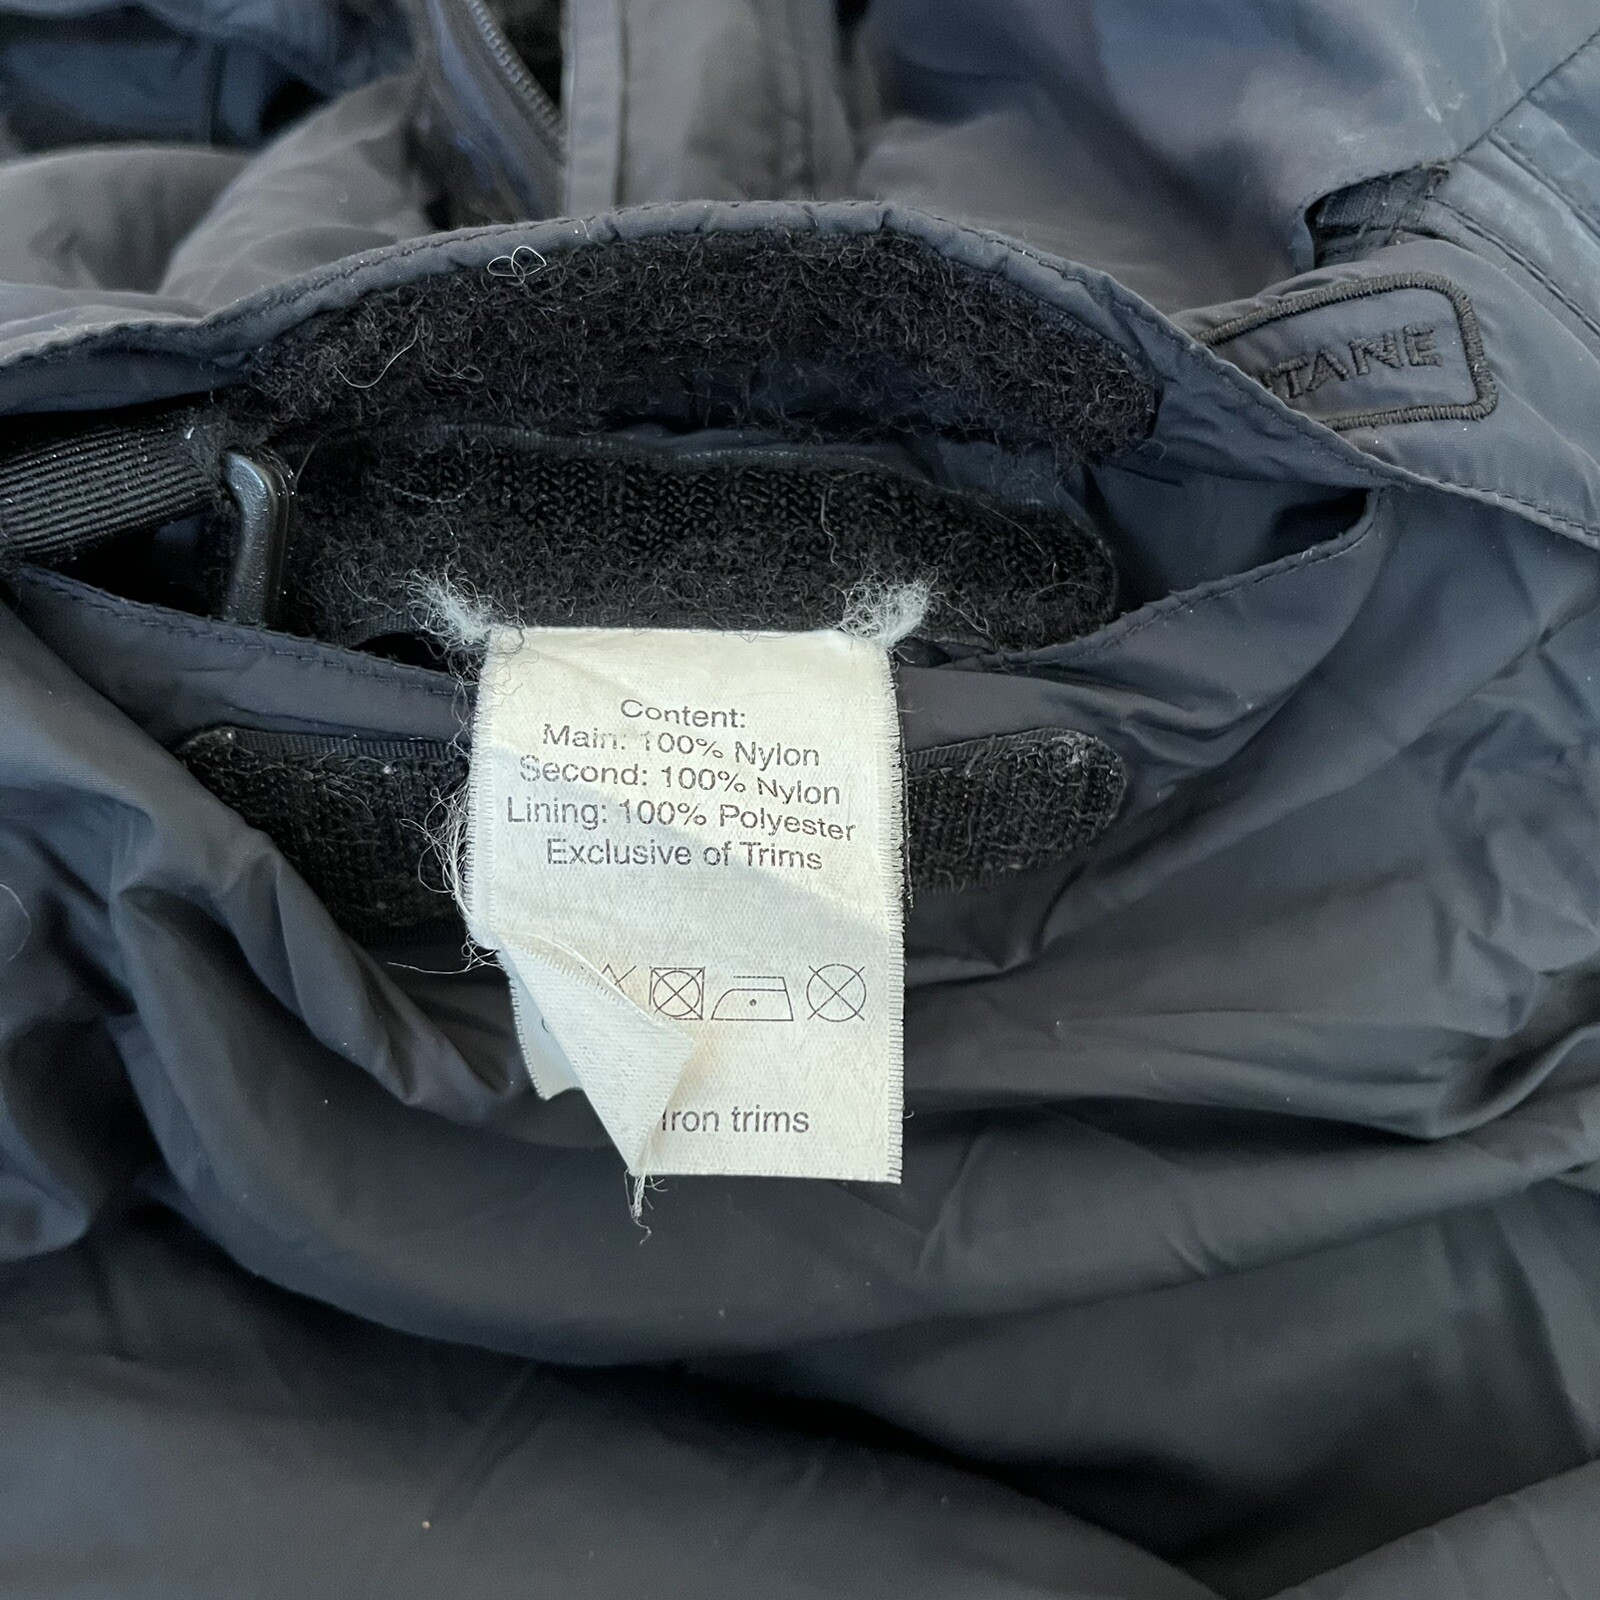 TANE
Content:
Main: 100% Nylon
Second: 100% Nylon
Lining: 100% Polyester
Exclusive of Trims
Iron trims